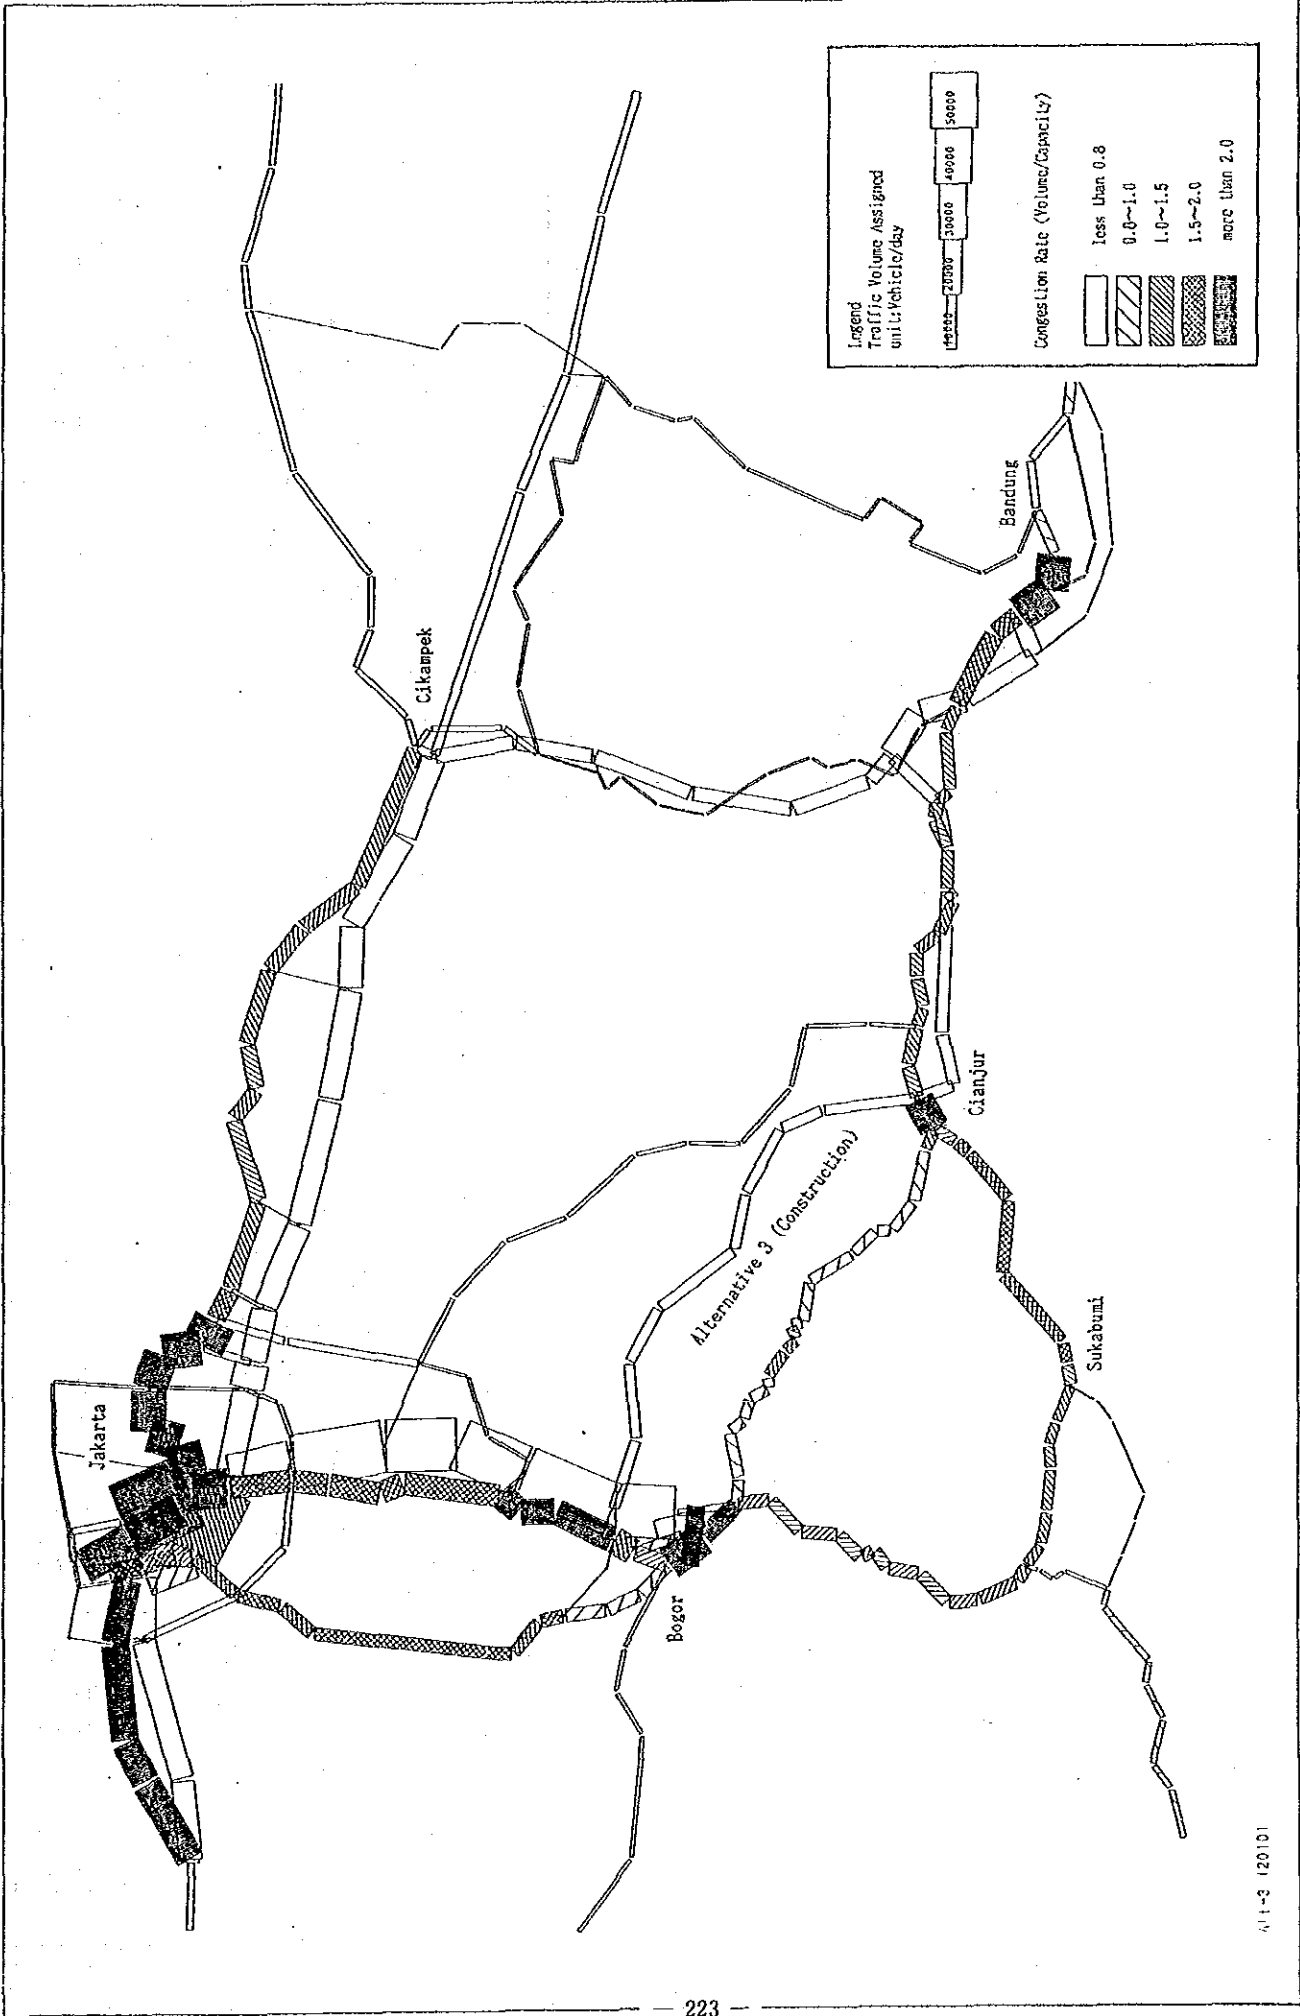 Legend
Traffic Volume Assigned
unit:Vehicle/day
10000 20000 30000 40000 50000
Congestion Rate (Volume/Capacity)
less than 0.8
0.8~1.0
1.0~1.5
1.5~2.0
more than 2.0
Jakarta
Cikampek
Bandung
Cianjur
Alternative 3 (Construction)
Sukabumi
Bogor
— 223 —